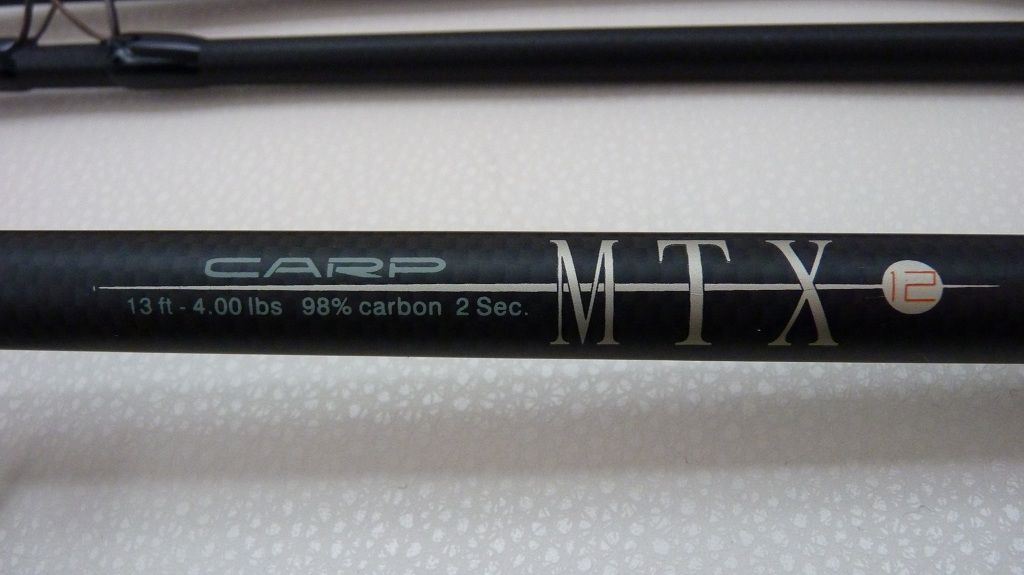 CARP
13 ft - 4.00 lbs 98% carbon 2 Sec.
MTX 12